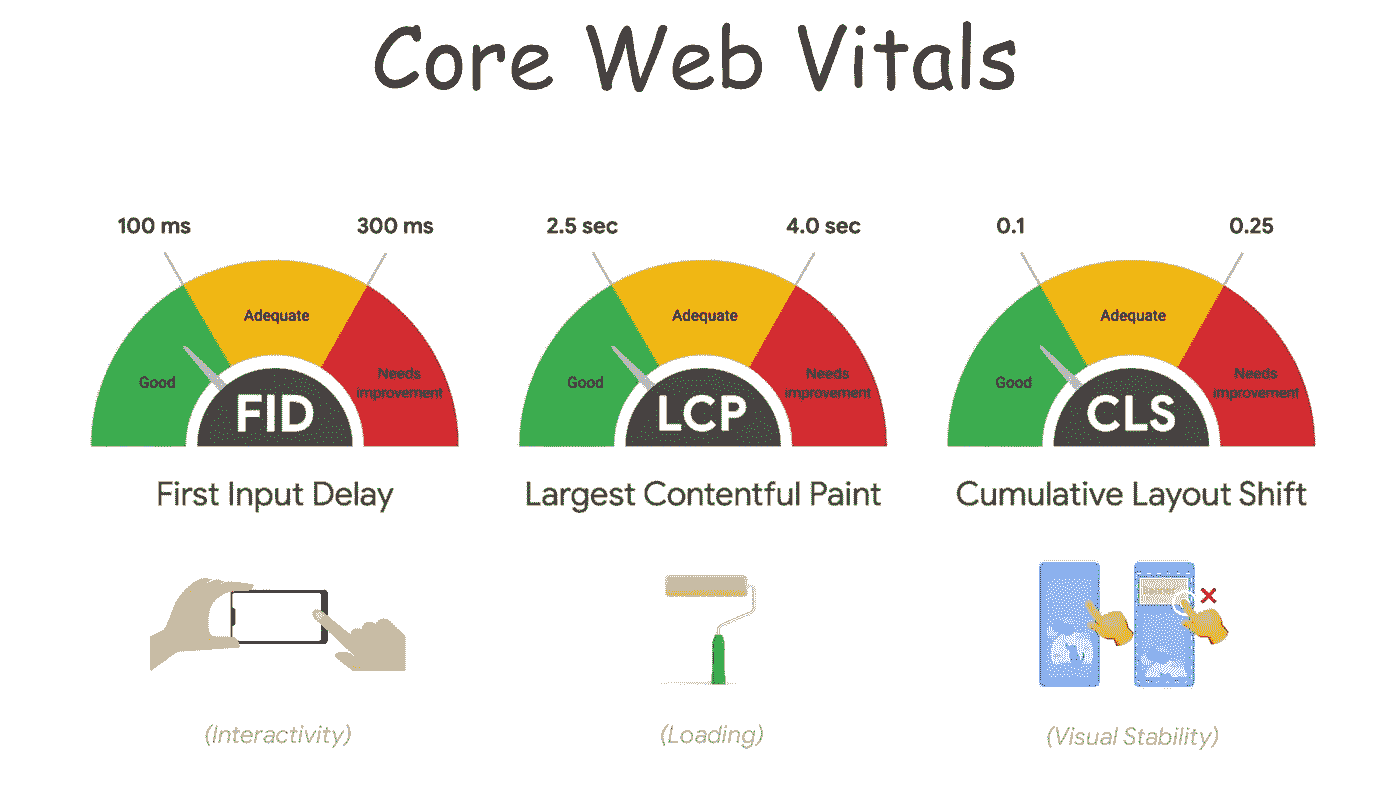 Core Web Vitals
100 ms
300 ms
Adequate
Good
Needs
improvement
FID
First Input Delay
(Interactivity)
2.5 sec
4.0 sec
Adequate
Good
Needs
improvement
LCP
Largest Contentful Paint
(Loading)
0.1
0.25
Adequate
Good
Needs
improvement
CLS
Cumulative Layout Shift
(Visual Stability)